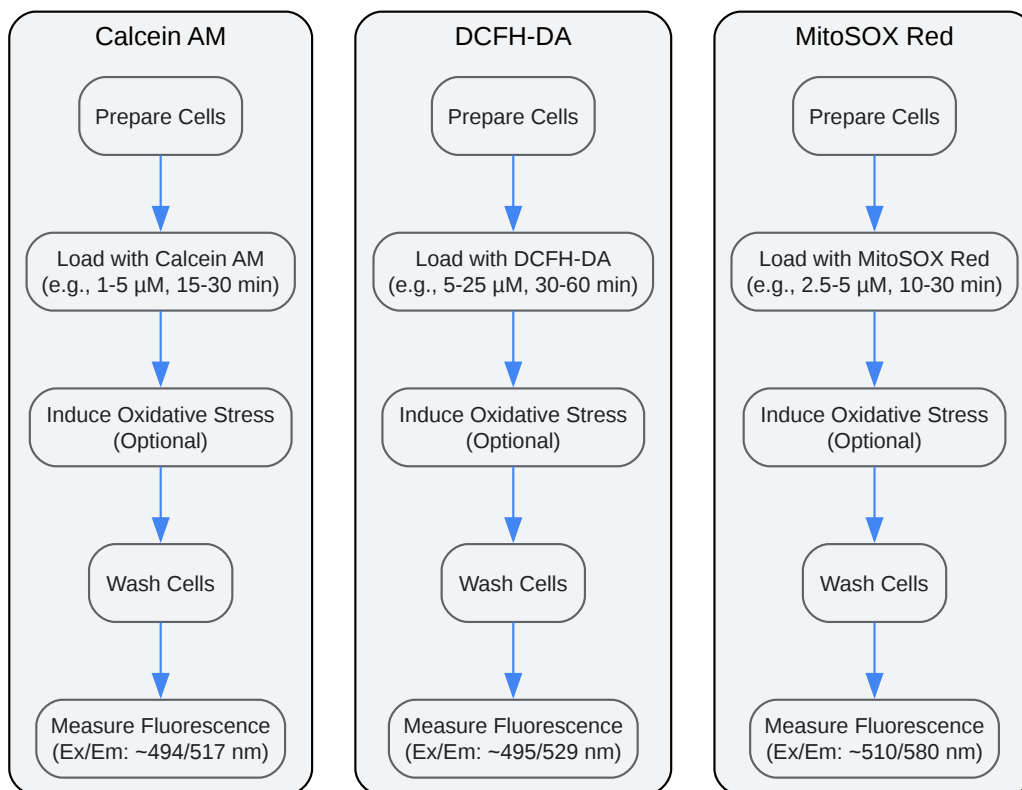 Calcein AM
Prepare Cells
Load with Calcein AM
(e.g., 1-5 µM, 15-30 min)
Induce Oxidative Stress
(Optional)
Wash Cells
Measure Fluorescence
(Ex/Em: ~494/517 nm)
DCFH-DA
Prepare Cells
Load with DCFH-DA
(e.g., 5-25 µM, 30-60 min)
Induce Oxidative Stress
(Optional)
Wash Cells
Measure Fluorescence
(Ex/Em: ~495/529 nm)
MitoSOX Red
Prepare Cells
Load with MitoSOX Red
(e.g., 2.5-5 µM, 10-30 min)
Induce Oxidative Stress
(Optional)
Wash Cells
Measure Fluorescence
(Ex/Em: ~510/580 nm)